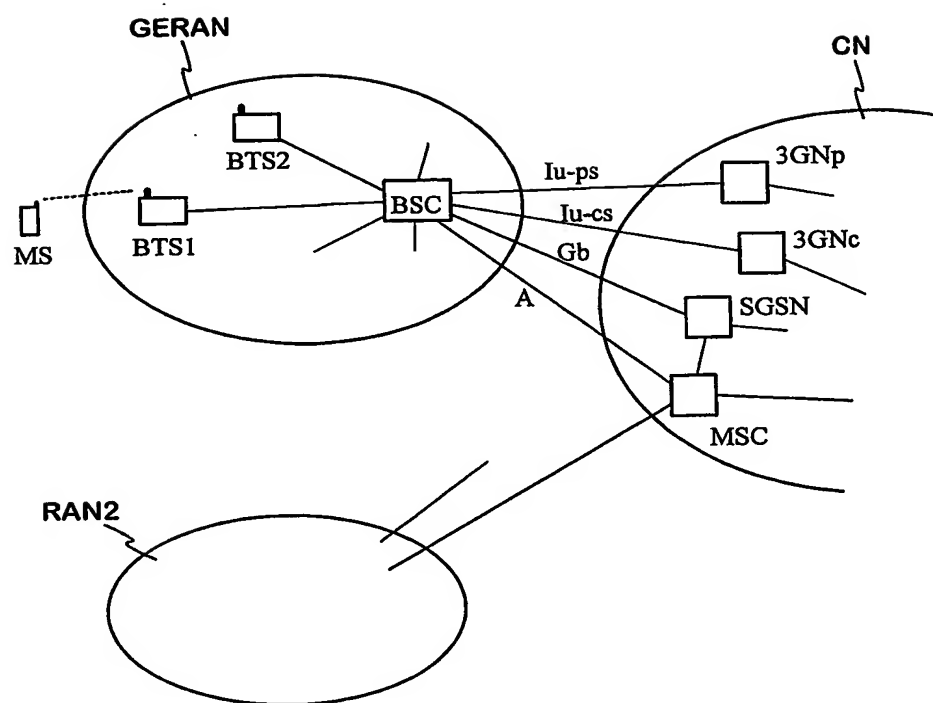 GERAN
CN
BTS2
3GNp
Iu-ps
BSC
Iu-cs
MS
BTS1
3GNc
Gb
SGSN
A
MSC
RAN2